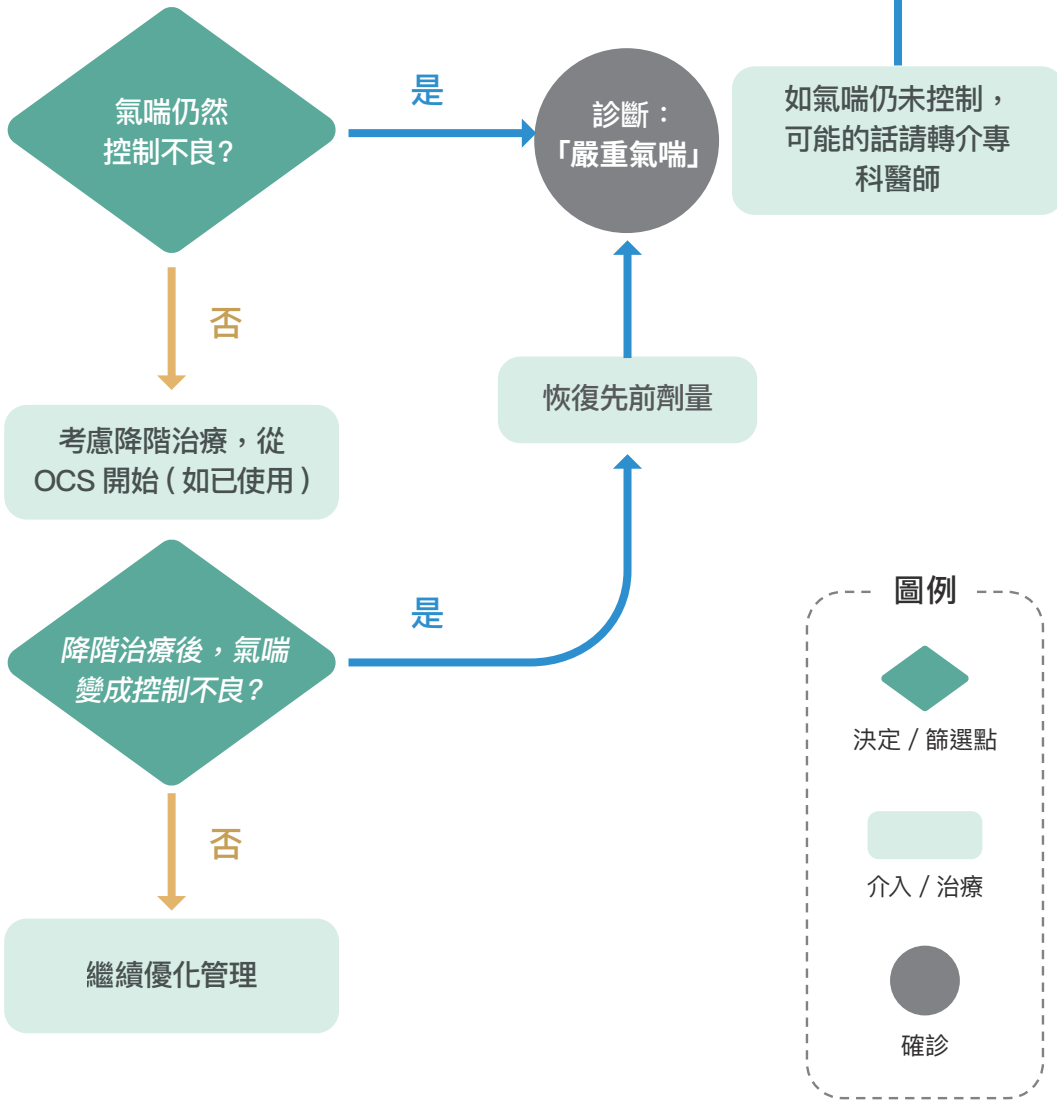 氣喘仍然
控制不良？
是
診斷：
「嚴重氣喘」
如氣喘仍未控制，
可能的話請轉介專
科醫師
否
恢復先前劑量
考慮降階治療，從
OCS 開始 ( 如已使用 )
降階治療後，氣喘
變成控制不良？
是
否
繼續優化管理
圖例
決定 / 篩選點
介入 / 治療
確診